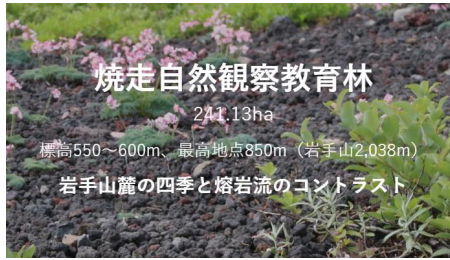 焼走自然観察教育林
241.13ha
標高550～600m、最高地点850m（岩手山2,038m）
岩手山麓の四季と熔岩流のコントラスト